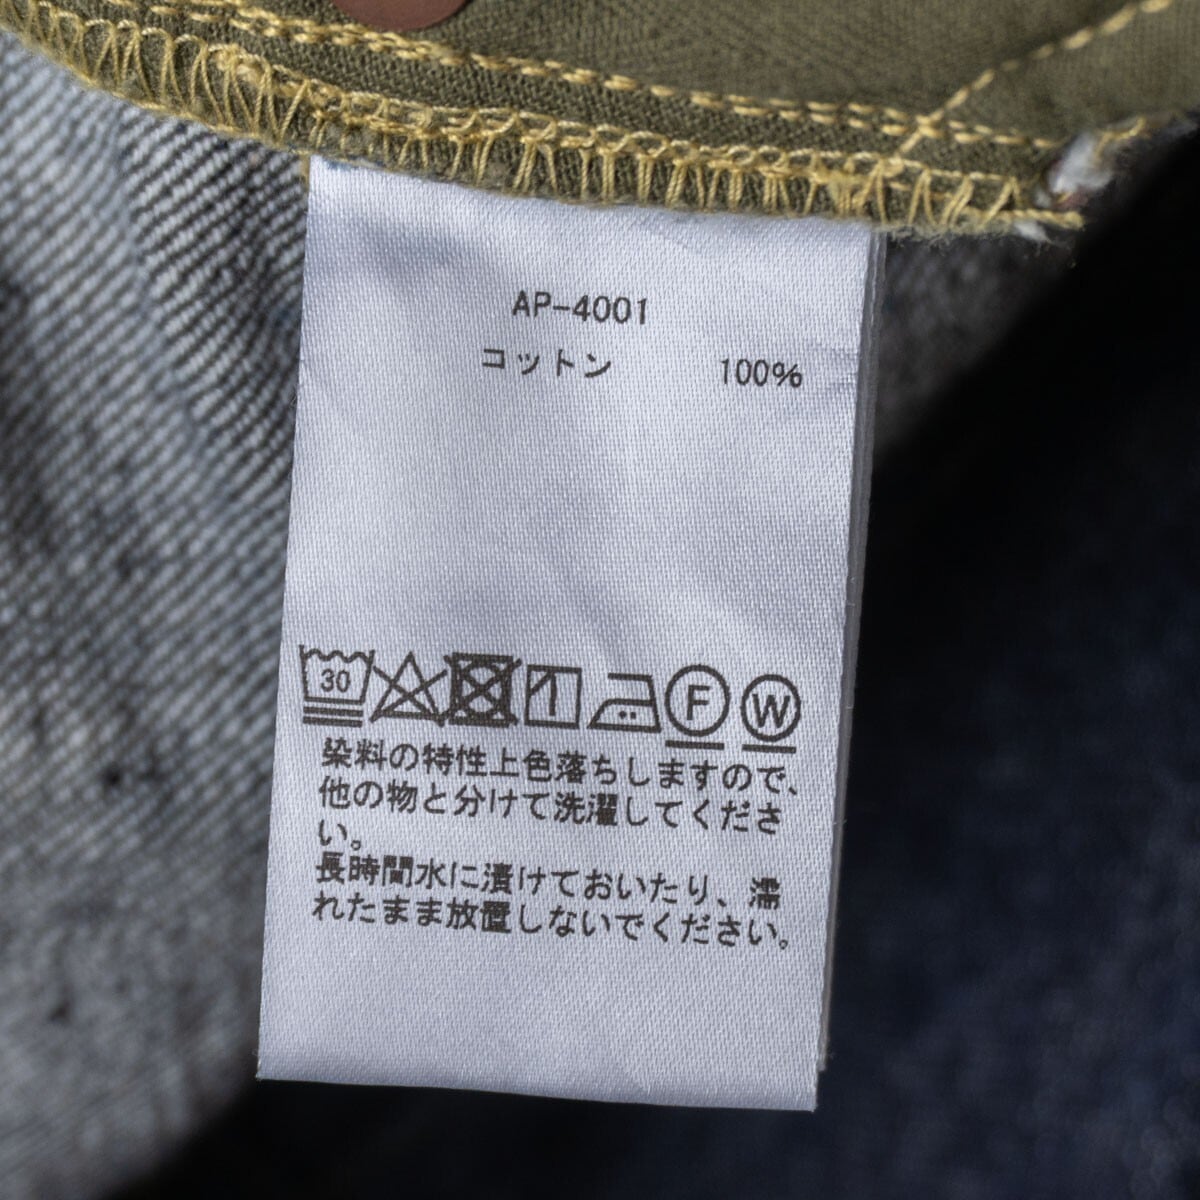 AP-4001
コットン 100%
30
F W
染料の特性上色落ちしますので、
他の物と分けて洗濯してくださ
い。
長時間水に漬けておいたり、濡
れたまま放置しないでください。